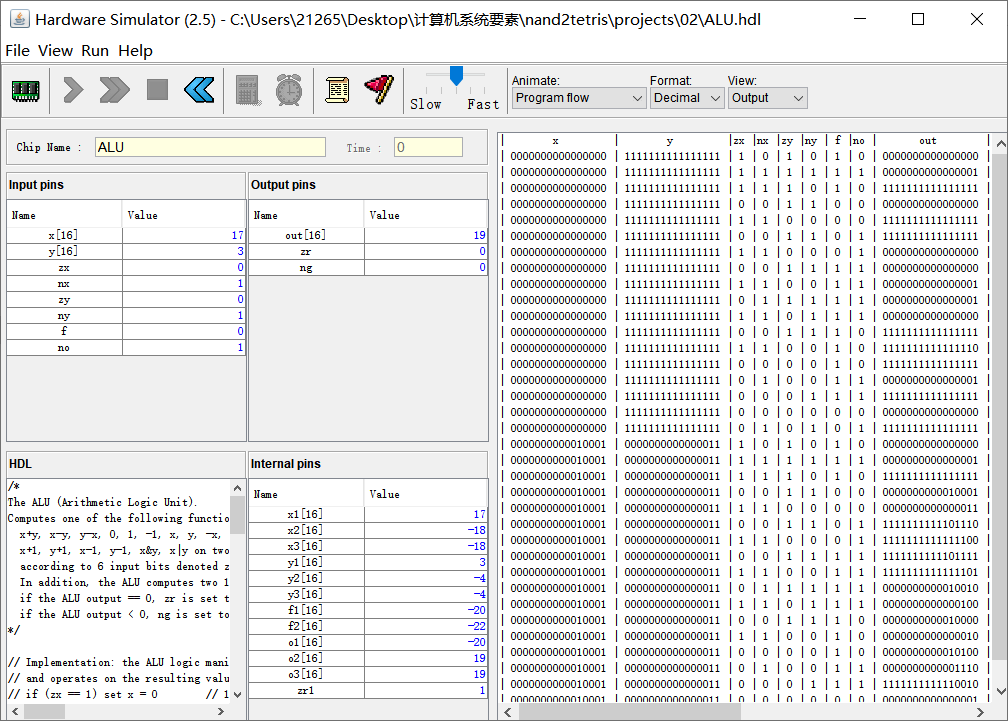 Hardware Simulator (2.5) - C:\Users\21265\Desktop\计算机系统要素\nand2tetris\projects\02\ALU.hdl
File View Run Help
Slow Fast
Animate: Format: View:
Program flow Decimal Output
Chip Name : ALU Time : 0
Input pins
Name Value
x[16] 17
y[16] 3
zx 0
nx 1
zy 0
ny 1
f 0
no 1
Output pins
Name Value
out[16] 19
zr 0
ng 0
HDL
/*
The ALU (Arithmetic Logic Unit).
Computes one of the following functio
x+y, x-y, y-x, 0, 1, -1, x, y, -x,
x+1, y+1, x-1, y-1, x&y, x|y on two
according to 6 input bits denoted z
In addition, the ALU computes two 1
if the ALU output == 0, zr is set t
if the ALU output < 0, ng is set to
*/
// Implementation: the ALU logic mani
// and operates on the resulting valu
// if (zx == 1) set x = 0 // 1
Internal pins
Name Value
x1[16] 17
x2[16] -18
x3[16] -18
y1[16] 3
y2[16] -4
y3[16] -4
f1[16] -20
f2[16] -22
o1[16] -20
o2[16] 19
o3[16] 19
zr1 1
| x | y |zx |nx |zy |ny | f |no | out |
| 0000000000000000 | 1111111111111111 | 1 | 0 | 1 | 0 | 1 | 0 | 0000000000000000 |
| 0000000000000000 | 1111111111111111 | 1 | 1 | 1 | 1 | 1 | 1 | 0000000000000001 |
| 0000000000000000 | 1111111111111111 | 1 | 1 | 1 | 0 | 1 | 0 | 1111111111111111 |
| 0000000000000000 | 1111111111111111 | 0 | 0 | 1 | 1 | 0 | 0 | 0000000000000000 |
| 0000000000000000 | 1111111111111111 | 1 | 1 | 0 | 0 | 0 | 0 | 1111111111111111 |
| 0000000000000000 | 1111111111111111 | 0 | 0 | 1 | 1 | 0 | 1 | 1111111111111111 |
| 0000000000000000 | 1111111111111111 | 1 | 1 | 0 | 0 | 0 | 1 | 0000000000000000 |
| 0000000000000000 | 1111111111111111 | 0 | 0 | 1 | 1 | 1 | 1 | 0000000000000000 |
| 0000000000000000 | 1111111111111111 | 1 | 1 | 0 | 0 | 1 | 1 | 0000000000000001 |
| 0000000000000000 | 1111111111111111 | 0 | 1 | 1 | 1 | 1 | 1 | 0000000000000001 |
| 0000000000000000 | 1111111111111111 | 1 | 1 | 0 | 1 | 1 | 1 | 0000000000000000 |
| 0000000000000000 | 1111111111111111 | 0 | 0 | 1 | 1 | 1 | 0 | 1111111111111111 |
| 0000000000000000 | 1111111111111111 | 1 | 1 | 0 | 0 | 1 | 0 | 1111111111111110 |
| 0000000000000000 | 1111111111111111 | 0 | 0 | 0 | 0 | 1 | 0 | 1111111111111111 |
| 0000000000000000 | 1111111111111111 | 0 | 1 | 0 | 0 | 1 | 1 | 0000000000000001 |
| 0000000000000000 | 1111111111111111 | 0 | 0 | 0 | 1 | 1 | 1 | 1111111111111111 |
| 0000000000000000 | 1111111111111111 | 0 | 0 | 0 | 0 | 0 | 0 | 0000000000000000 |
| 0000000000000000 | 1111111111111111 | 0 | 1 | 0 | 1 | 0 | 1 | 1111111111111111 |
| 0000000000010001 | 0000000000000011 | 1 | 0 | 1 | 0 | 1 | 0 | 0000000000000000 |
| 0000000000010001 | 0000000000000011 | 1 | 1 | 1 | 1 | 1 | 1 | 0000000000000001 |
| 0000000000010001 | 0000000000000011 | 1 | 1 | 1 | 0 | 1 | 0 | 1111111111111111 |
| 0000000000010001 | 0000000000000011 | 0 | 0 | 1 | 1 | 0 | 0 | 0000000000010001 |
| 0000000000010001 | 0000000000000011 | 1 | 1 | 0 | 0 | 0 | 0 | 0000000000000011 |
| 0000000000010001 | 0000000000000011 | 0 | 0 | 1 | 1 | 0 | 1 | 1111111111101110 |
| 0000000000010001 | 0000000000000011 | 1 | 1 | 0 | 0 | 0 | 1 | 1111111111111100 |
| 0000000000010001 | 0000000000000011 | 0 | 0 | 1 | 1 | 1 | 1 | 1111111111101111 |
| 0000000000010001 | 0000000000000011 | 1 | 1 | 0 | 0 | 1 | 1 | 1111111111111101 |
| 0000000000010001 | 0000000000000011 | 0 | 1 | 1 | 1 | 1 | 1 | 0000000000010010 |
| 0000000000010001 | 0000000000000011 | 1 | 1 | 0 | 1 | 1 | 1 | 0000000000000100 |
| 0000000000010001 | 0000000000000011 | 0 | 0 | 1 | 1 | 1 | 0 | 0000000000010000 |
| 0000000000010001 | 0000000000000011 | 1 | 1 | 0 | 0 | 1 | 0 | 0000000000000010 |
| 0000000000010001 | 0000000000000011 | 0 | 0 | 0 | 0 | 1 | 0 | 0000000000010100 |
| 0000000000010001 | 0000000000000011 | 0 | 1 | 0 | 0 | 1 | 1 | 0000000000001110 |
| 0000000000010001 | 0000000000000011 | 0 | 0 | 0 | 1 | 1 | 1 | 1111111111110010 |
| 0000000000010001 | 0000000000000011 | 0 | 0 | 0 | 0 | 0 | 0 | 0000000000000001 |